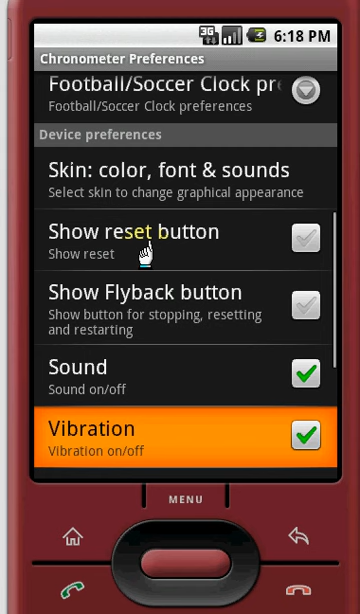 3G
6:18 PM
Chronometer Preferences
Football/Soccer Clock pre
Football/Soccer Clock preferences
Device preferences
Skin: color, font & sounds
Select skin to change graphical appearance
Show reset button
Show reset
Show Flyback button
Show button for stopping, resetting
and restarting
Sound
Sound on/off
Vibration
Vibration on/off
MENU